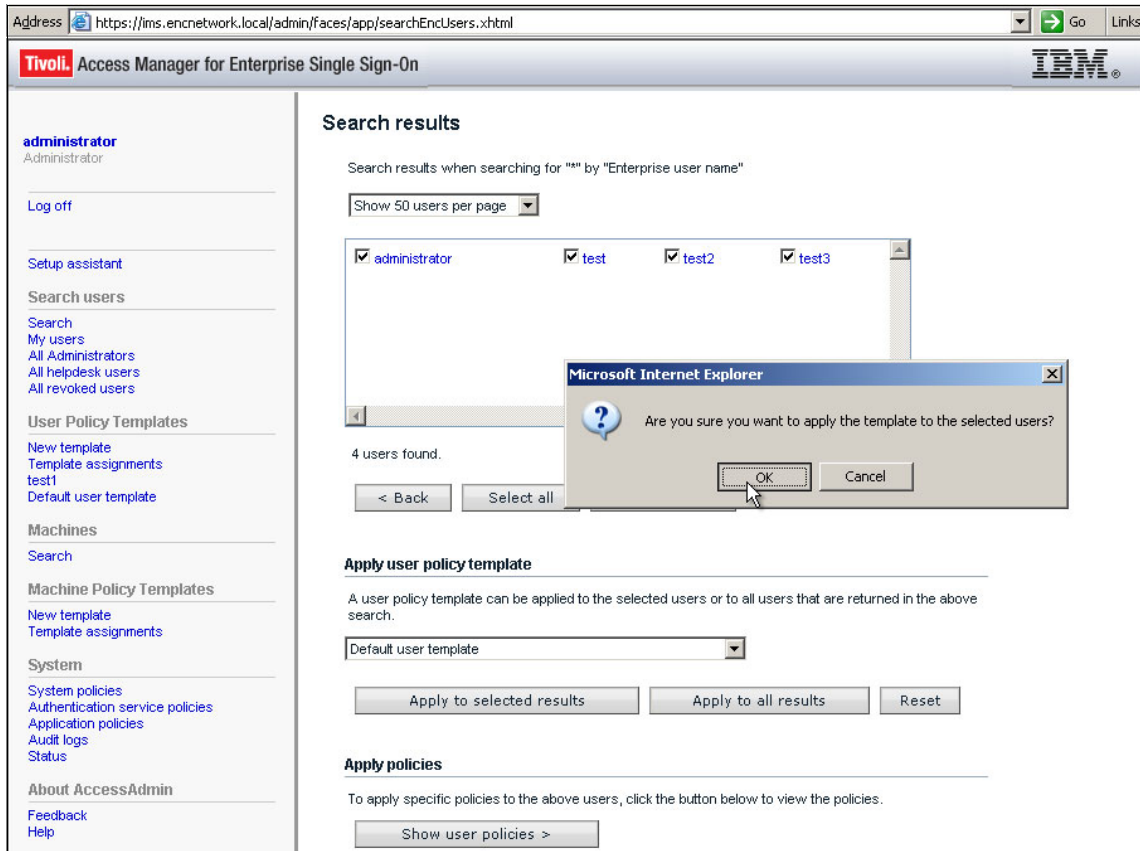 Address https://ims.encnetwork.local/admin/faces/app/searchEncUsers.xhtml Go Links
Tivoli. Access Manager for Enterprise Single Sign-On IBM®
administrator
Administrator
Log off
Setup assistant
Search users
Search
My users
All Administrators
All helpdesk users
All revoked users
User Policy Templates
New template
Template assignments
test1
Default user template
Machines
Search
Machine Policy Templates
New template
Template assignments
System
System policies
Authentication service policies
Application policies
Audit logs
Status
About AccessAdmin
Feedback
Help
Search results
Search results when searching for "*" by "Enterprise user name"
Show 50 users per page
administrator test test2 test3
Microsoft Internet Explorer
Are you sure you want to apply the template to the selected users?
OK Cancel
4 users found.
< Back Select all
Apply user policy template
A user policy template can be applied to the selected users or to all users that are returned in the above
search.
Default user template
Apply to selected results Apply to all results Reset
Apply policies
To apply specific policies to the above users, click the button below to view the policies.
Show user policies >